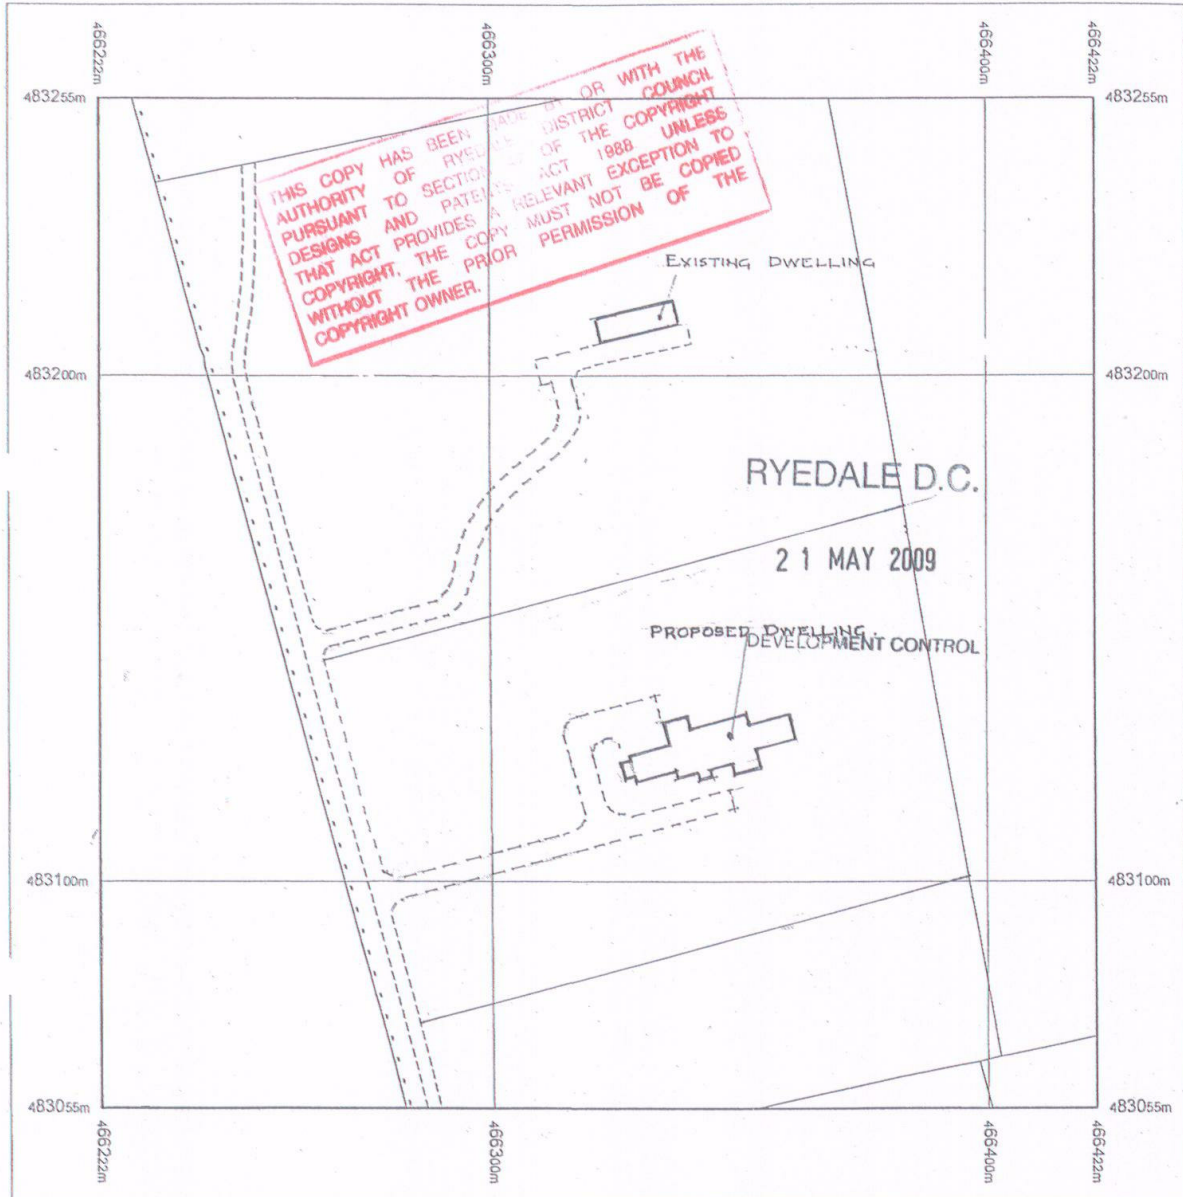 466222m
466300m
466400m
466422m
483255m
483255m
THIS COPY HAS BEEN MADE BY OR WITH THE
AUTHORITY OF RYEDALE DISTRICT COUNCIL
PURSUANT TO SECTION OF THE COPYRIGHT
DESIGNS AND PATENTS ACT 1988 UNLESS
THAT ACT PROVIDES A RELEVANT EXCEPTION TO
COPYRIGHT, THE COPY MUST NOT BE COPIED
WITHOUT THE PRIOR PERMISSION OF THE
COPYRIGHT OWNER.
EXISTING DWELLING
483200m
483200m
RYEDALE D.C.
21 MAY 2009
PROPOSED DWELLING.
DEVELOPMENT CONTROL
483100m
483100m
483055m
483055m
466222m
466300m
466400m
466422m